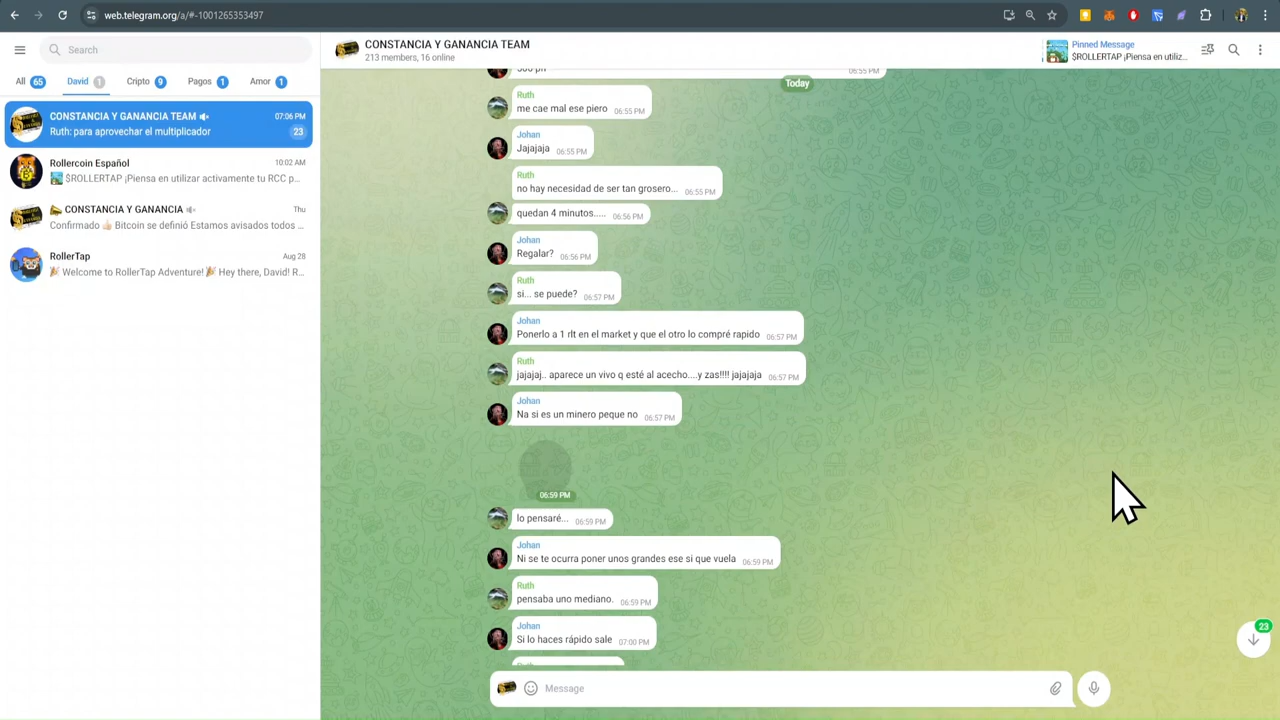 web.telegram.org/a/#-1001265353497
Search
All 65
David 1
Cripto 9
Pagos 1
Amor 1
CONSTANCIA Y GANANCIA TEAM 07:06 PM
Ruth: para aprovechar el multiplicador 23
Rollercoin Español 10:02 AM
$ROLLERTAP ¡Piensa en utilizar activamente tu RCC p...
CONSTANCIA Y GANANCIA Thu
Confirmado 👍🏻 Bitcoin se definió Estamos avisados todos ...
RollerTap Aug 28
🎉 Welcome to RollerTap Adventure! 🎉 Hey there, David! R...
CONSTANCIA Y GANANCIA TEAM
213 members, 16 online
Pinned Message
$ROLLERTAP ¡Piensa en utiliz...
06:55 PM
Today
Ruth
me cae mal ese piero 06:55 PM
Johan
Jajajaja 06:55 PM
Ruth
no hay necesidad de ser tan grosero... 06:55 PM
quedan 4 minutos..... 06:56 PM
Johan
Regalar? 06:56 PM
Ruth
si... se puede? 06:57 PM
Johan
Ponerlo a 1 rlt en el market y que el otro lo compré rapido 06:57 PM
Ruth
jajajaj.. aparece un vivo q esté al acecho....y zas!!!! jajajaja 06:57 PM
Johan
Na si es un minero peque no 06:57 PM
06:59 PM
lo pensaré... 06:59 PM
Johan
Ni se te ocurra poner unos grandes ese si que vuela 06:59 PM
Ruth
pensaba uno mediano. 06:59 PM
Johan
Si lo haces rápido sale 07:00 PM
23
Message